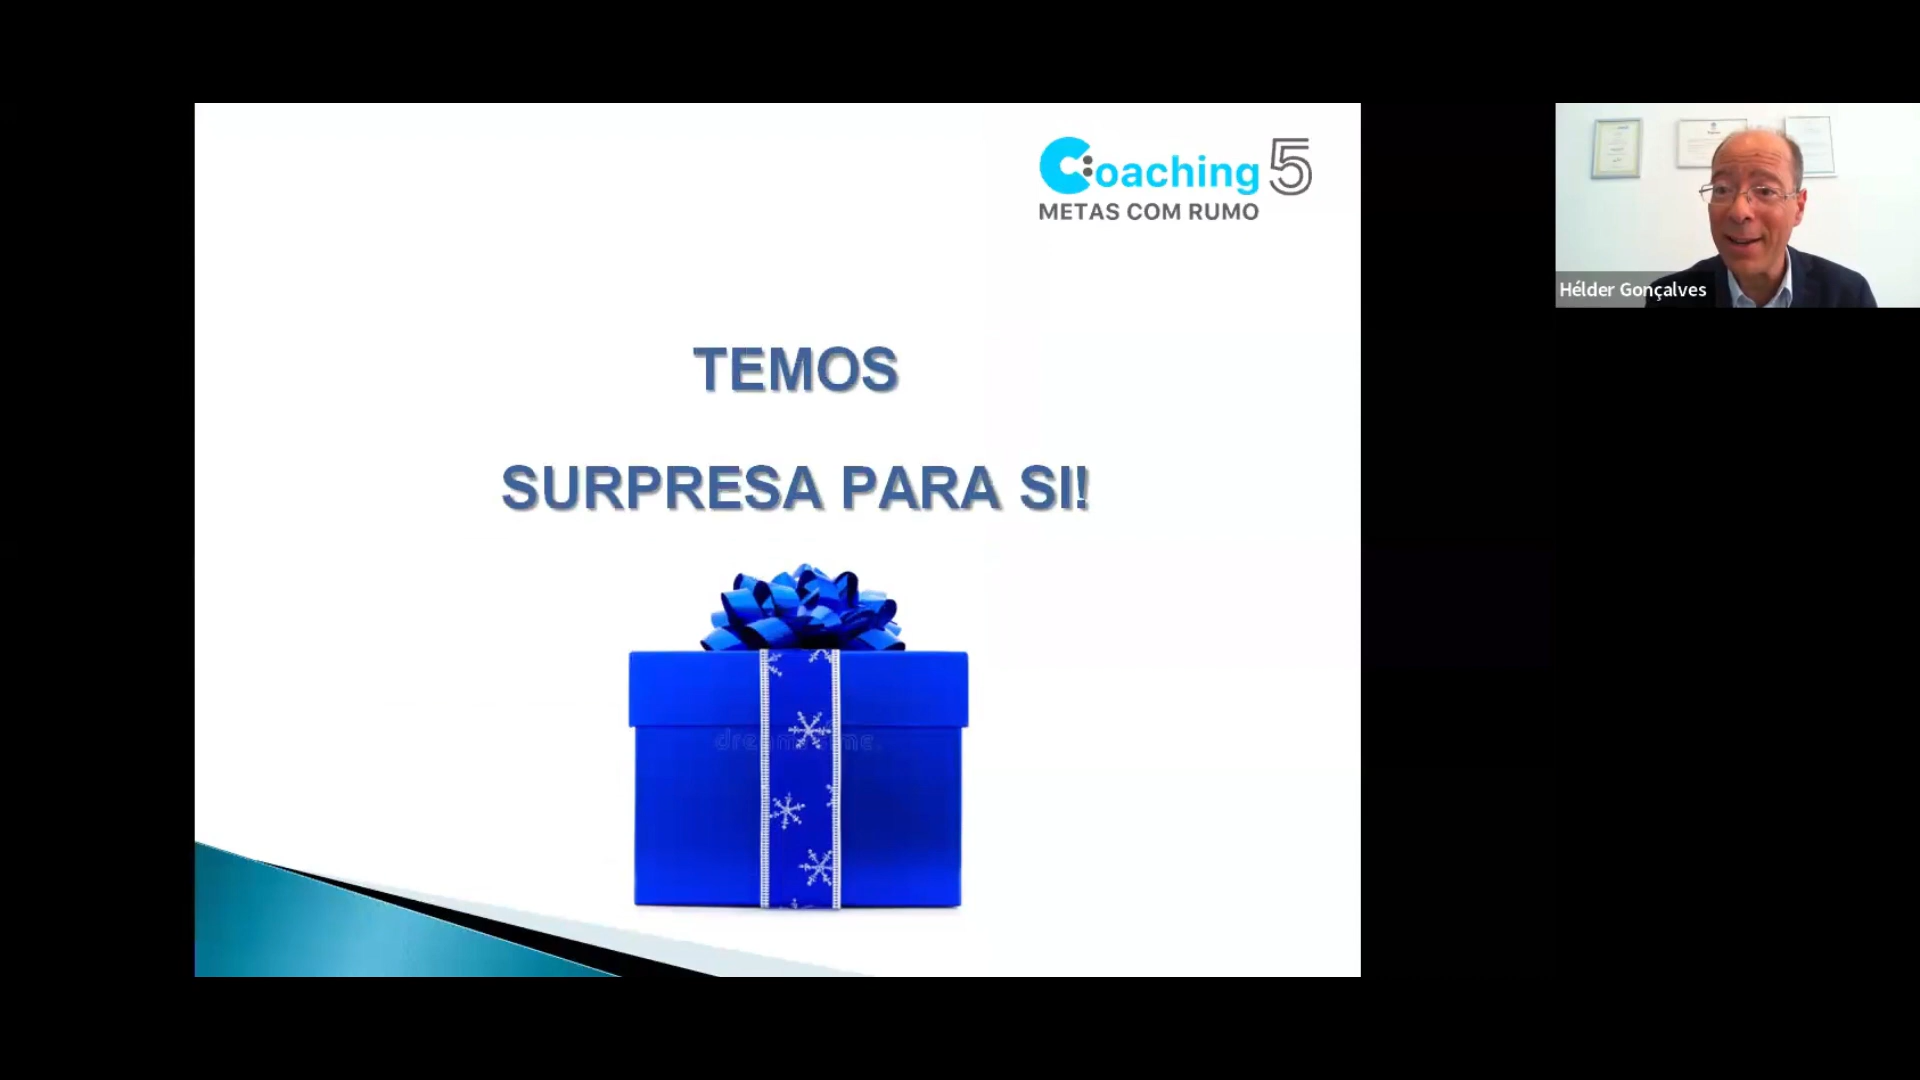 Coaching 5
METAS COM RUMO
TEMOS
SURPRESA PARA SI!
Hélder Gonçalves